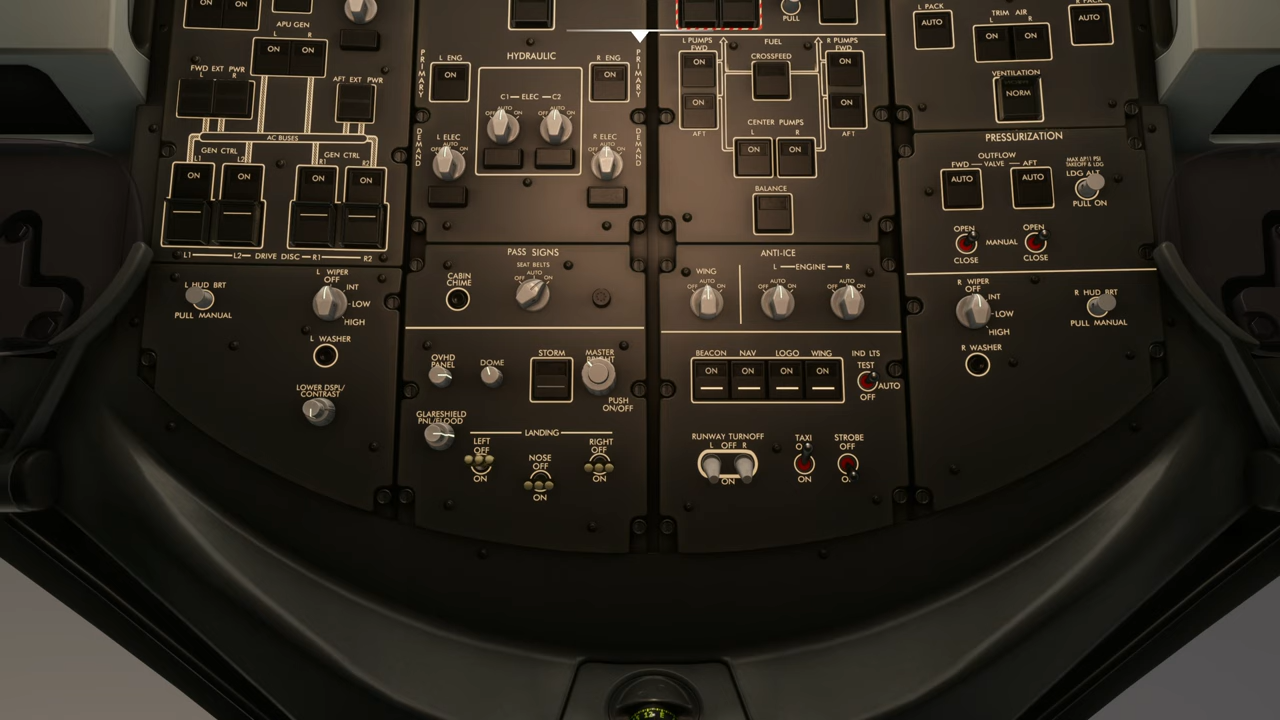 ON ON
APU GEN
L R
ON ON
FWD EXT PWR
L R
AFT EXT PWR
AC BUSES
GEN CTRL
L1 L2
GEN CTRL
R1 R2
ON ON ON ON
L1 L2 DRIVE DISC R1 R2
HYDRAULIC
PRIMARY
L ENG
ON
R ENG
ON
PRIMARY
C1 ELEC C2
OFF AUTO ON
OFF AUTO ON
DEMAND
L ELEC
OFF AUTO ON
R ELEC
OFF AUTO ON
DEMAND
PULL
L PUMPS
FWD
FUEL
R PUMPS
FWD
ON
CROSSFEED
ON
ON
ON
AFT
AFT
CENTER PUMPS
L R
ON ON
BALANCE
L PACK
AUTO
TRIM AIR
L R
ON ON
R PACK
AUTO
VENTILATION
NORM
PRESSURIZATION
OUTFLOW
FWD VALVE AFT
AUTO AUTO
MAX ΔP.11 PSI
TAKEOFF & LDG
LDG ALT
PULL ON
OPEN
CLOSE
MANUAL
OPEN
CLOSE
L HUD BRT
PULL MANUAL
L WIPER
OFF
INT
LOW
HIGH
L WASHER
LOWER DSPL/
CONTRAST
PASS SIGNS
CABIN
CHIME
SEAT BELTS
OFF AUTO ON
ANTI-ICE
WING
OFF AUTO ON
L ENGINE R
OFF AUTO ON
OFF AUTO ON
R WIPER
OFF
INT
LOW
HIGH
R WASHER
R HUD BRT
PULL MANUAL
OVHD
PANEL
DOME
STORM
MASTER
PUSH
ON/OFF
GLARESHIELD
PNL/FLOOD
LANDING
LEFT
OFF
ON
NOSE
OFF
ON
RIGHT
OFF
ON
BEACON NAV LOGO WING
ON ON ON ON
IND LTS
TEST
AUTO
OFF
RUNWAY TURNOFF
L OFF R
ON
TAXI
ON
STROBE
OFF